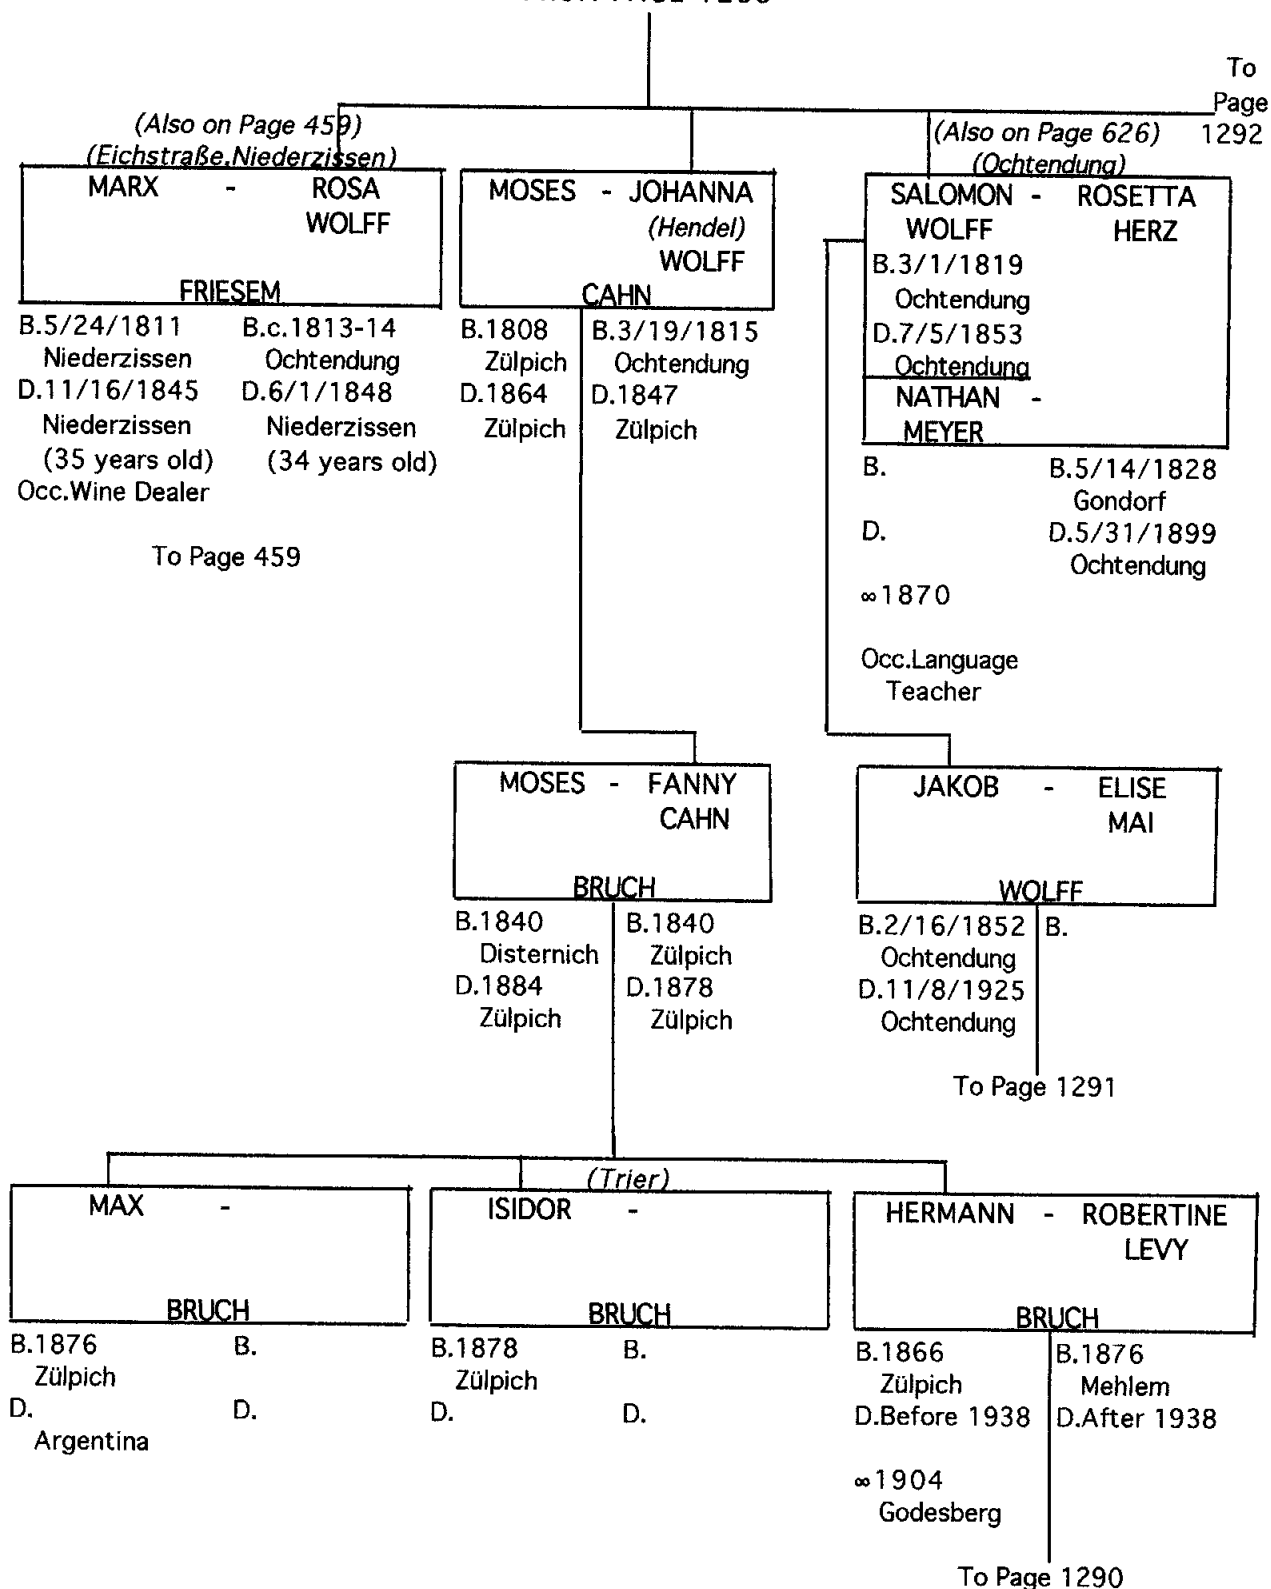 To
Page
1292
(Also on Page 459)
(Eichstraße,Niederzissen)
MARX - ROSA
WOLFF
FRIESEM
B.5/24/1811 B.c.1813-14
Niederzissen Ochtendung
D.11/16/1845 D.6/1/1848
Niederzissen Niederzissen
(35 years old) (34 years old)
Occ.Wine Dealer
To Page 459
MOSES - JOHANNA
(Hendel)
WOLFF
CAHN
B.1808 B.3/19/1815
Zülpich Ochtendung
D.1864 D.1847
Zülpich Zülpich
(Also on Page 626)
(Ochtendung)
SALOMON - ROSETTA
WOLFF HERZ
B.3/1/1819
Ochtendung
D.7/5/1853
Ochtendung
NATHAN -
MEYER
B. B.5/14/1828
Gondorf
D. D.5/31/1899
Ochtendung
∞1870
Occ.Language
Teacher
MOSES - FANNY
CAHN
BRUCH
B.1840 B.1840
Disternich Zülpich
D.1884 D.1878
Zülpich Zülpich
JAKOB - ELISE
MAI
WOLFF
B.2/16/1852 B.
Ochtendung
D.11/8/1925
Ochtendung
To Page 1291
MAX -
BRUCH
B.1876 B.
Zülpich
D. D.
Argentina
(Trier)
ISIDOR -
BRUCH
B.1878 B.
Zülpich
D. D.
HERMANN - ROBERTINE
LEVY
BRUCH
B.1866 B.1876
Zülpich Mehlem
D.Before 1938 D.After 1938
∞1904
Godesberg
To Page 1290